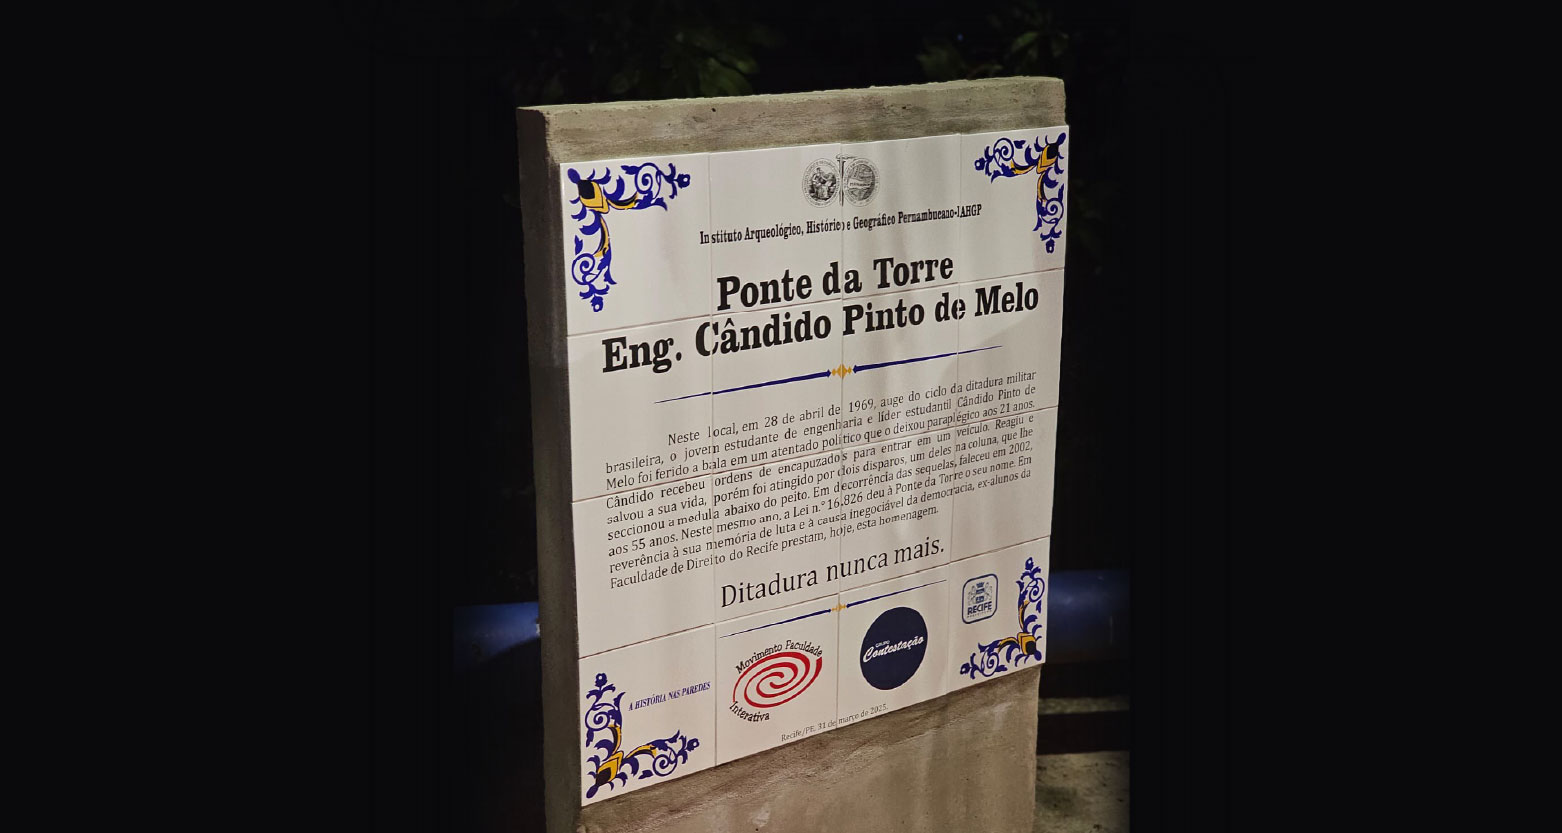 Instituto Arqueológico, Histórico e Geográfico Pernambucano-IAHGP
Ponte da Torre
Eng. Cândido Pinto de Melo
Neste local, em 28 de abril de 1969, auge do ciclo da ditadura militar
brasileira, o jovem estudante de engenharia e líder estudantil Cândido Pinto de
Melo foi ferido a bala em um atentado político que o deixou paraplégico aos 21 anos.
Cândido recebeu ordens de encapuzados para entrar em um veículo. Reagiu e
salvou a sua vida, porém foi atingido por dois disparos, um deles na coluna, que lhe
seccionou a medula abaixo do peito. Em decorrência das sequelas, faleceu em 2002,
aos 55 anos. Neste mesmo ano, a Lei n.º 16.826 deu à Ponte da Torre o seu nome. Em
reverência à sua memória de luta e à causa inegociável da democracia, ex-alunos da
Faculdade de Direito do Recife prestam, hoje, esta homenagem.
Ditadura nunca mais.
A HISTÓRIA NAS PAREDES
Movimento Faculdade
Interativa
GRUPO
Contestação
RECIFE
Recife/PE, 31 de março de 2025.